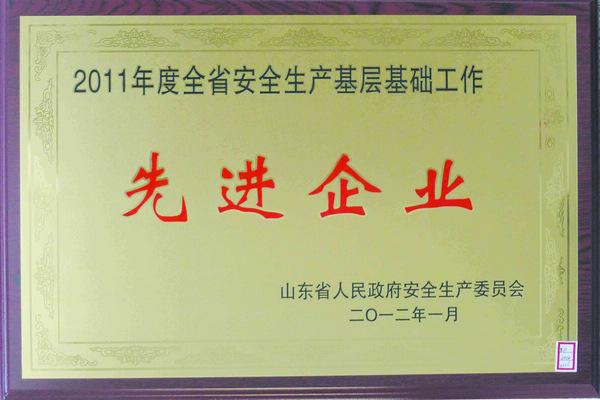 2011年度全省安全生产基层基础工作
先进企业
山东省人民政府安全生产委员会
二〇一二年一月